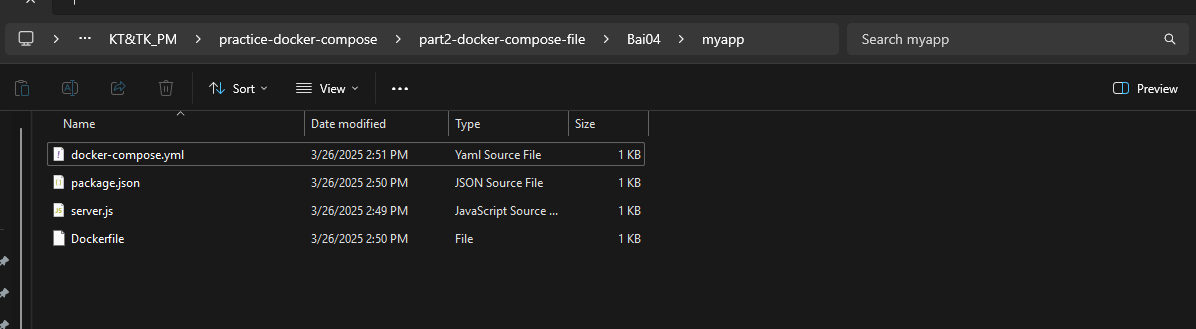 ··· > KT&TK_PM > practice-docker-compose > part2-docker-compose-file > Bai04 > myapp Search myapp
Sort View ··· Preview
Name Date modified Type Size
docker-compose.yml 3/26/2025 2:51 PM Yaml Source File 1 KB
package.json 3/26/2025 2:50 PM JSON Source File 1 KB
server.js 3/26/2025 2:49 PM JavaScript Source ... 1 KB
Dockerfile 3/26/2025 2:50 PM File 1 KB